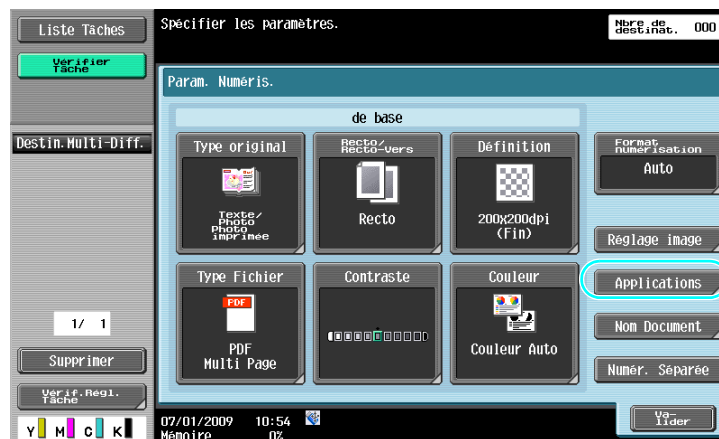 Liste Tâches
Vérifier
Tâche
Destin.Multi-Diff.
1/ 1
Supprimer
Vérif.Régl.
Tâche
Y M C K
Spécifier les paramètres.
Nbre de
destinat. 000
Param. Numéris.
de base
Type original
Texte/
Photo
Photo
imprimée
Recto/
Recto-Vers
Recto
Définition
200x200dpi
(Fin)
Format
numérisation
Auto
Réglage image
Type Fichier
PDF
PDF
Multi Page
Contraste
Couleur
Couleur Auto
Applications
Nom Document
Numér. Séparée
07/01/2009 10:54
Mémoire 0%
Va-
lider